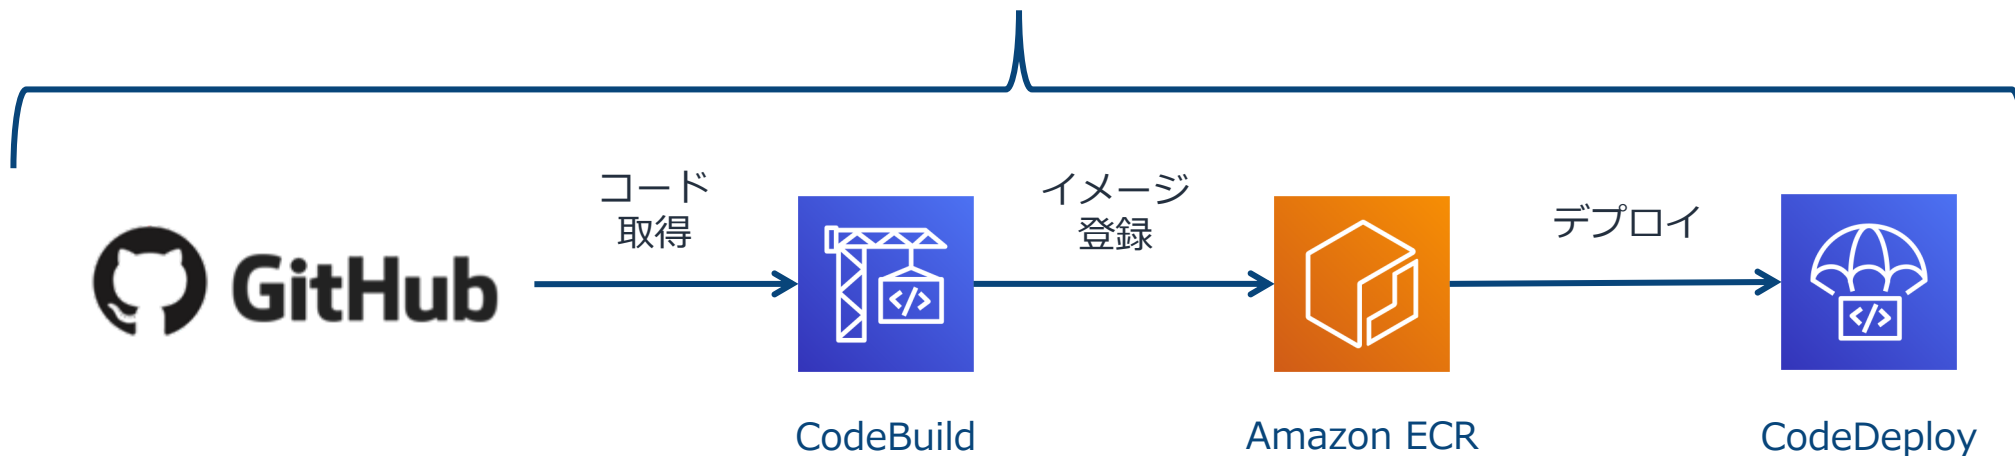 コード
取得
イメージ
登録
デプロイ
GitHub
CodeBuild
Amazon ECR
CodeDeploy